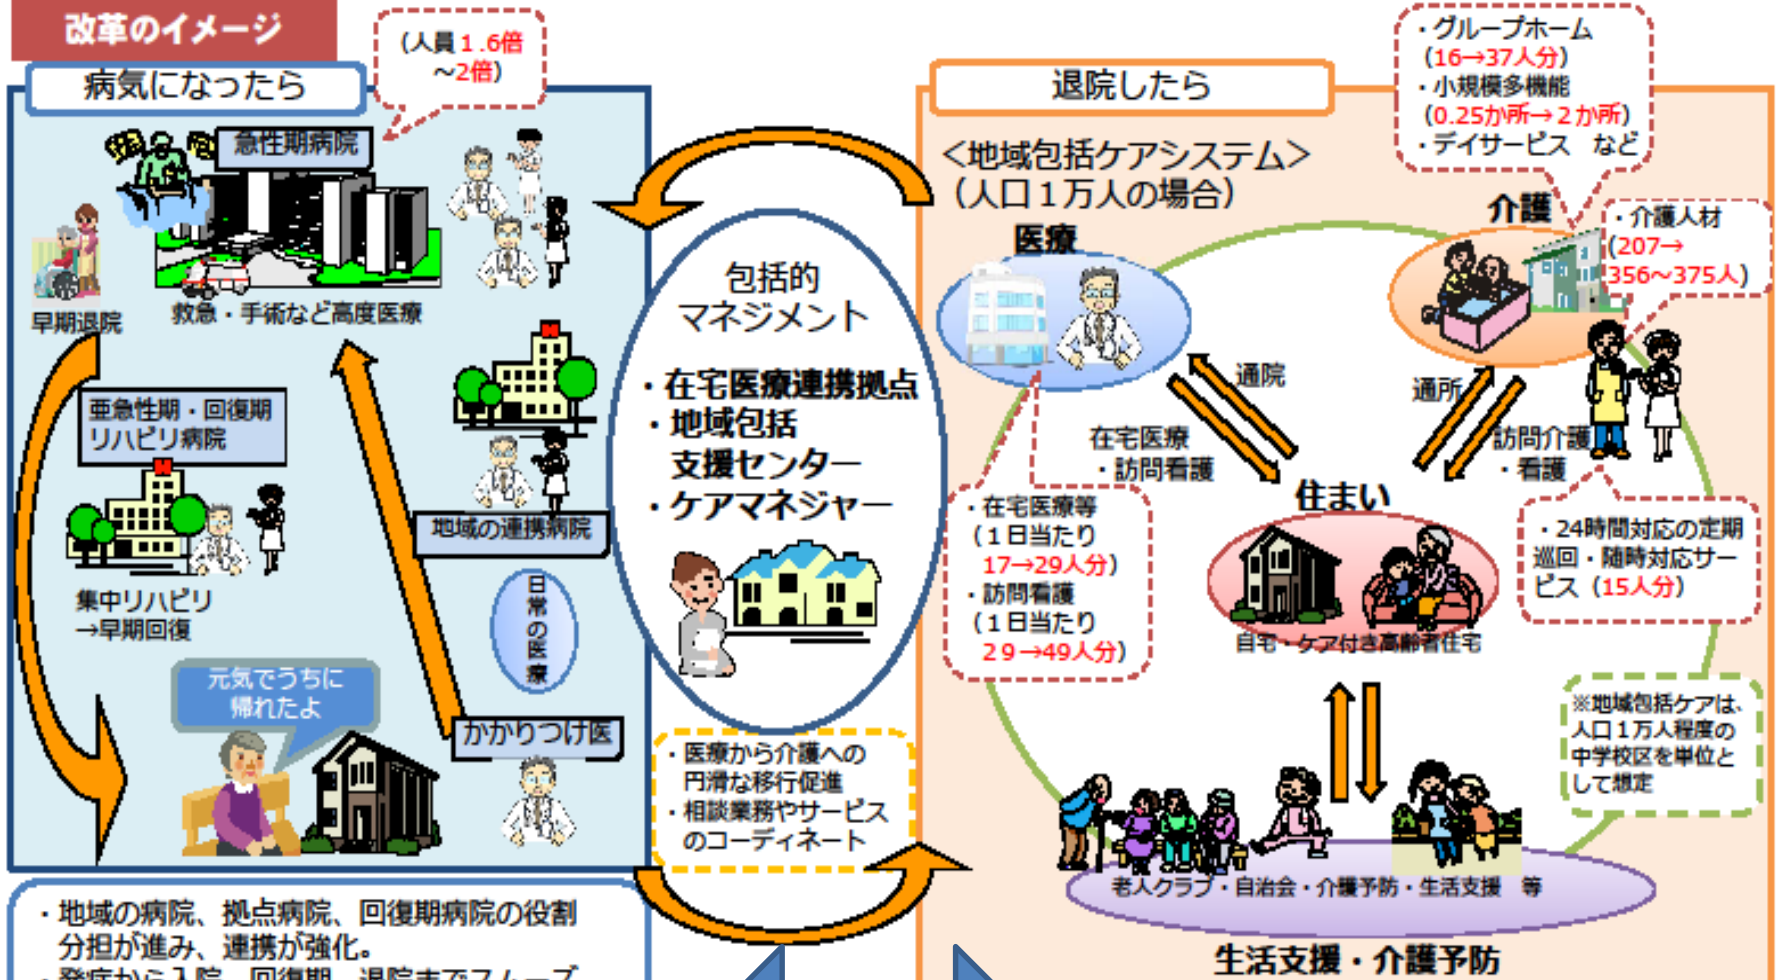 改革のイメージ
病気になったら
(人員1.6倍
～2倍)
急性期病院
早期退院
救急・手術など高度医療
亜急性期・回復期
リハビリ病院
集中リハビリ
→早期回復
地域の連携病院
日常の医療
元気でうちに
帰れたよ
かかりつけ医
・地域の病院、拠点病院、回復期病院の役割
分担が進み、連携が強化。
・発症から入院、回復期、退院までスムーズ
包括的
マネジメント
・在宅医療連携拠点
・地域包括
支援センター
・ケアマネジャー
・医療から介護への
円滑な移行促進
・相談業務やサービス
のコーディネート
退院したら
＜地域包括ケアシステム＞
(人口１万人の場合)
医療
介護
・グループホーム
(16→37人分)
・小規模多機能
(0.25か所→２か所)
・デイサービス　など
・介護人材
(207→
356～375人)
通院
在宅医療
・訪問看護
通所
訪問介護
・看護
・在宅医療等
(１日当たり
17→29人分)
・訪問看護
(１日当たり
29→49人分)
住まい
自宅・ケア付き高齢者住宅
・24時間対応の定期
巡回・随時対応サー
ビス（15人分）
※地域包括ケアは、
人口１万人程度の
中学校区を単位と
して想定
老人クラブ・自治会・介護予防・生活支援　等
生活支援・介護予防